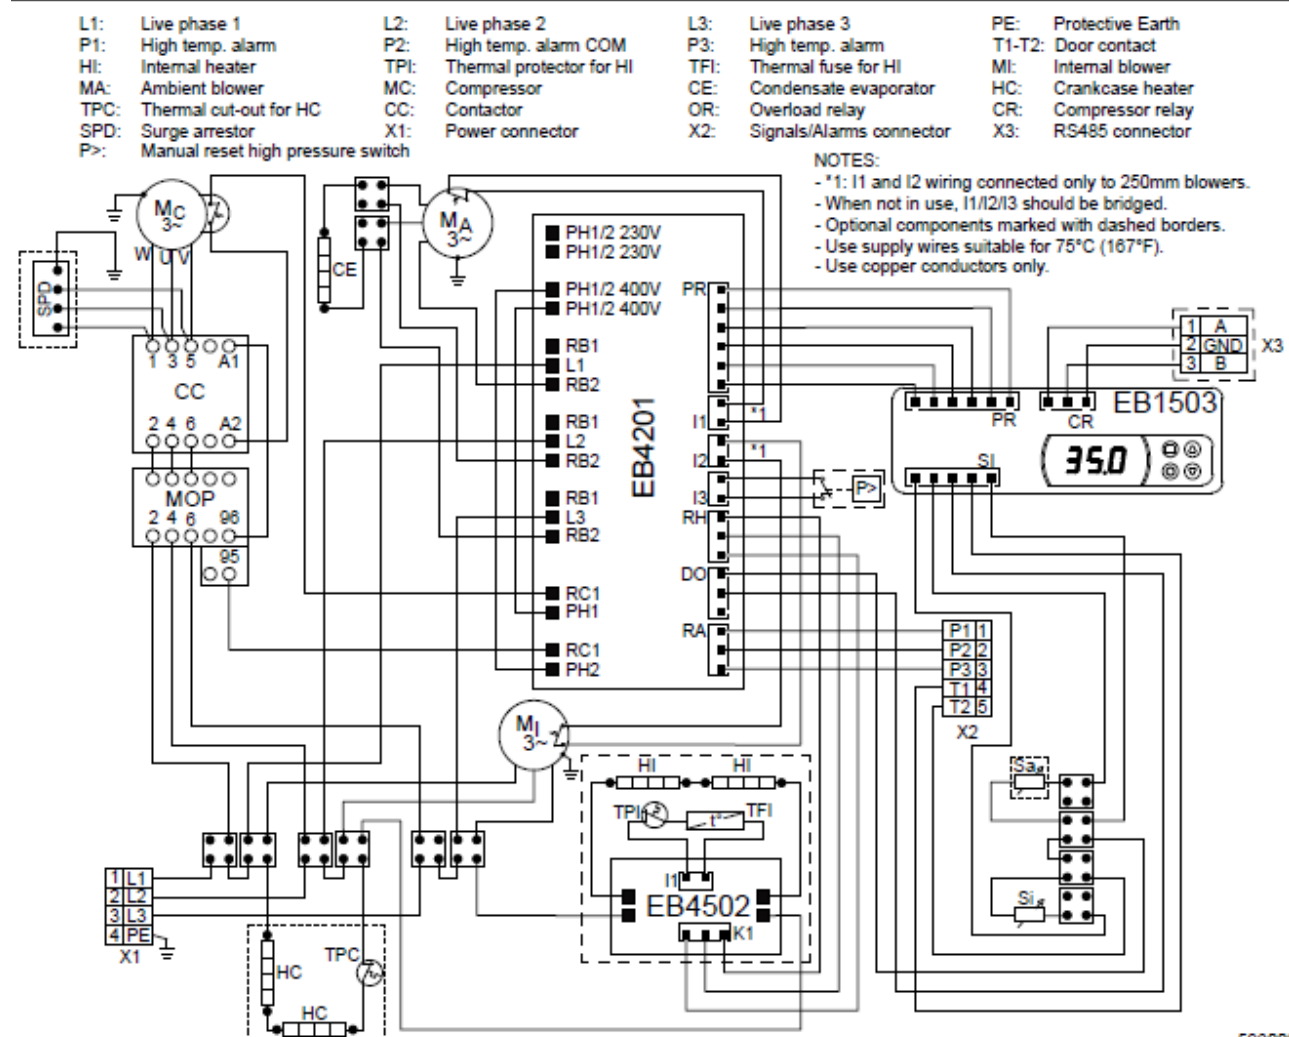 L1: Live phase 1 L2: Live phase 2 L3: Live phase 3 PE: Protective Earth
P1: High temp. alarm P2: High temp. alarm COM P3: High temp. alarm T1-T2: Door contact
HI: Internal heater TPI: Thermal protector for HI TFI: Thermal fuse for HI MI: Internal blower
MA: Ambient blower MC: Compressor CE: Condensate evaporator HC: Crankcase heater
TPC: Thermal cut-out for HC CC: Contactor OR: Overload relay CR: Compressor relay
SPD: Surge arrestor X1: Power connector X2: Signals/Alarms connector X3: RS485 connector
P>: Manual reset high pressure switch
NOTES:
- *1: I1 and I2 wiring connected only to 250mm blowers.
- When not in use, I1/I2/I3 should be bridged.
- Optional components marked with dashed borders.
- Use supply wires suitable for 75°C (167°F).
- Use copper conductors only.
MC
3~
W U V
SPD
1 3 5 A1
CC
2 4 6 A2
MOP
2 4 6 96
95
CE
MA
3~
EB4201
PH1/2 230V
PH1/2 230V
PH1/2 400V
PH1/2 400V
RB1
L1
RB2
RB1
L2
RB2
RB1
L3
RB2
RC1
PH1
RC1
PH2
PR
I1
I2
I3
RH
DO
RA
*1
*1
P>
1 A
2 GND
3 B
X3
EB1503
PR
CR
SI
35.0
P1 1
P2 2
P3 3
T1 4
T2 5
X2
Sa
Si
MI
3~
HI HI
TPI
t°
TFI
I1
EB4502
K1
1 L1
2 L2
3 L3
4 PE
X1
HC
TPC
HC